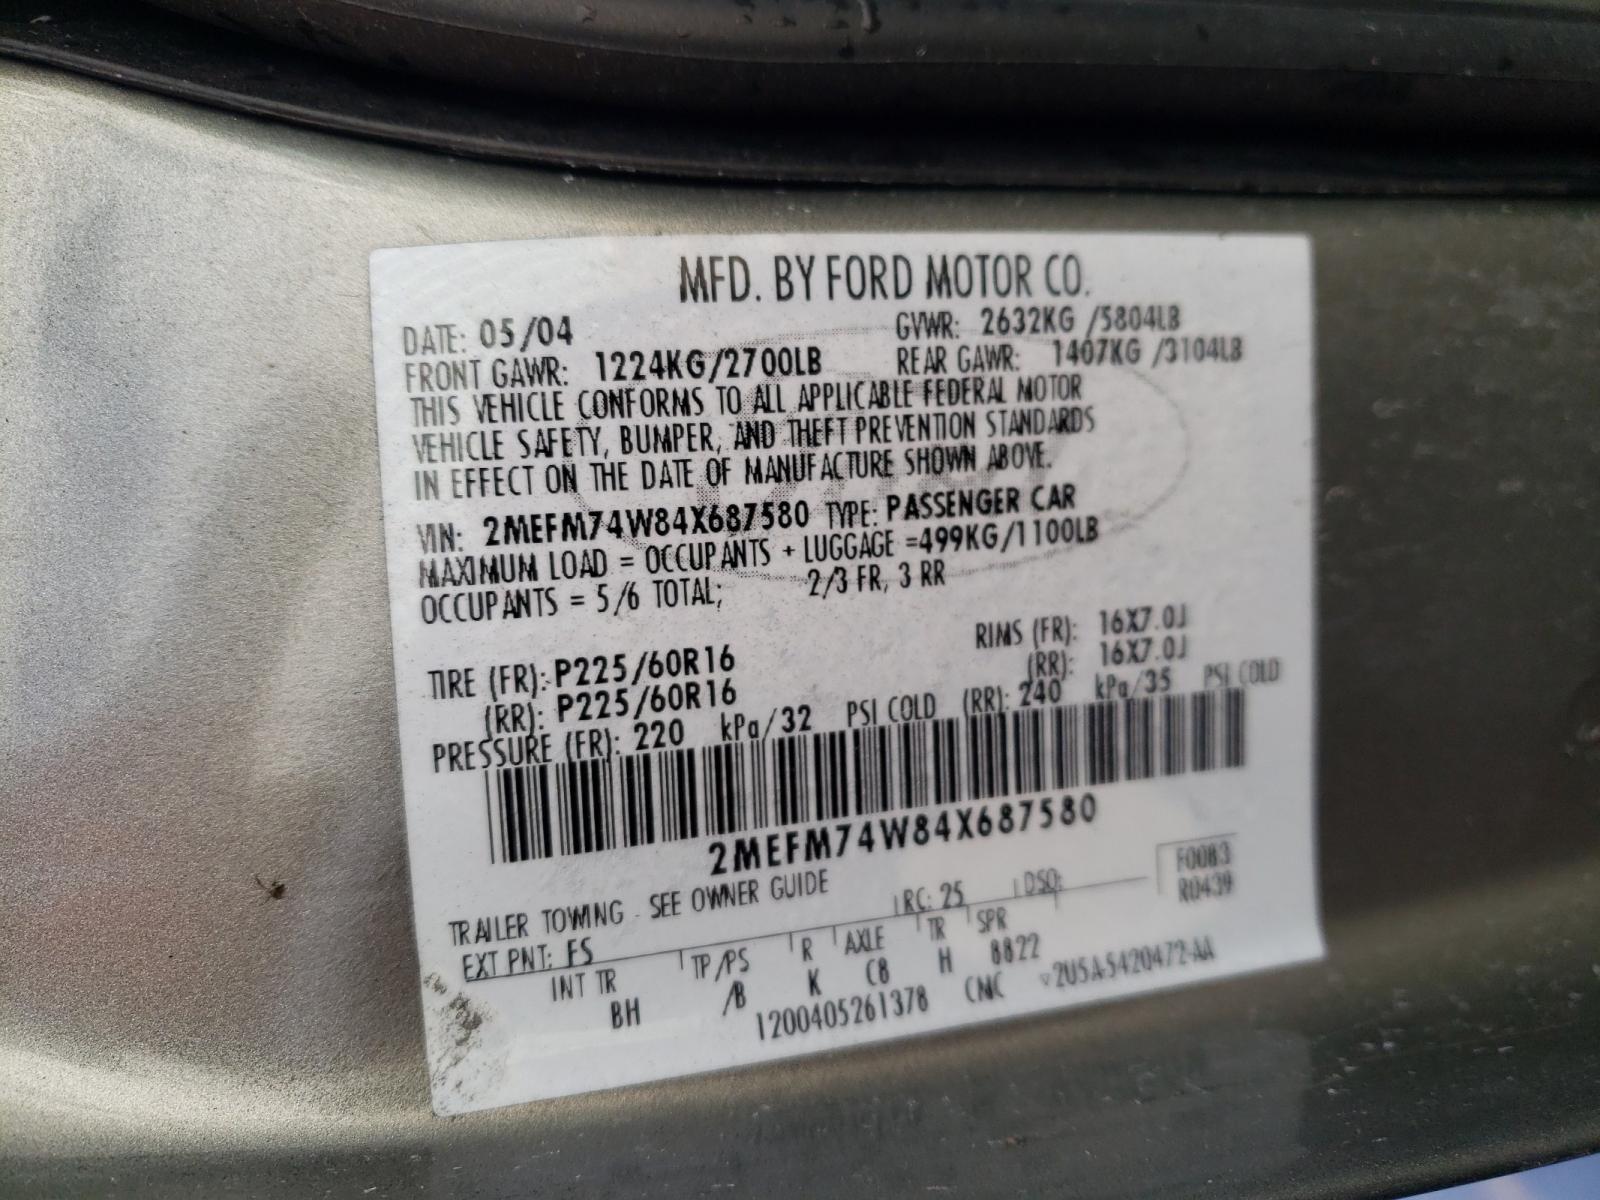 MFD. BY FORD MOTOR CO.
DATE: 05/04 GVWR: 2632KG /5804LB
FRONT GAWR: 1224KG/2700LB REAR GAWR: 1407KG /3104LB
THIS VEHICLE CONFORMS TO ALL APPLICABLE FEDERAL MOTOR
VEHICLE SAFETY, BUMPER, AND THEFT PREVENTION STANDARDS
IN EFFECT ON THE DATE OF MANUFACTURE SHOWN ABOVE.
VIN: 2MEFM74W84X687580 TYPE: PASSENGER CAR
MAXIMUM LOAD = OCCUPANTS + LUGGAGE =499KG/1100LB
OCCUPANTS = 5/6 TOTAL; 2/3 FR, 3 RR
TIRE (FR): P225/60R16 RIMS (FR): 16X7.0J
(RR): P225/60R16 (RR): 16X7.0J
PRESSURE (FR): 220 kPa/32 PSI COLD (RR): 240 kPa/35 PSI COLD
2MEFM74W84X687580
TRAILER TOWING - SEE OWNER GUIDE F0083
EXT PNT: FS RC: 25 DSO: R0439
INT TR TP/PS R AXLE TR SPR
BH /B K C8 H 8822
1200405261378 CMC 2U5A-5420472-AA